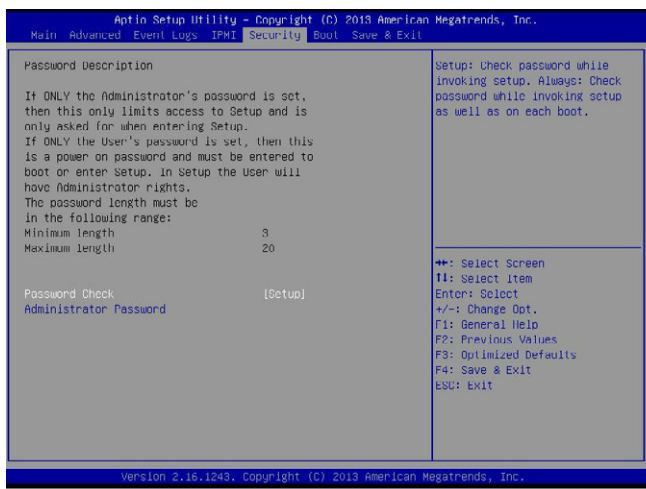 Aptio Setup Utility – Copyright (C) 2013 American Megatrends, Inc.
Main Advanced Event Logs IPMI Security Boot Save & Exit
Password Description
If ONLY the Administrator's password is set,
then this only limits access to Setup and is
only asked for when entering Setup.
If ONLY the User's password is set, then this
is a power on password and must be entered to
boot or enter Setup. In Setup the User will
have Administrator rights.
The password length must be
in the following range:
Minimum length 3
Maximum length 20
Password Check [Setup]
Administrator Password
Setup: Check password while
invoking setup. Always: Check
password while invoking setup
as well as on each boot.
→←: Select Screen
↑↓: Select Item
Enter: Select
+/-: Change Opt.
F1: General Help
F2: Previous Values
F3: Optimized Defaults
F4: Save & Exit
ESC: Exit
Version 2.16.1243. Copyright (C) 2013 American Megatrends, Inc.